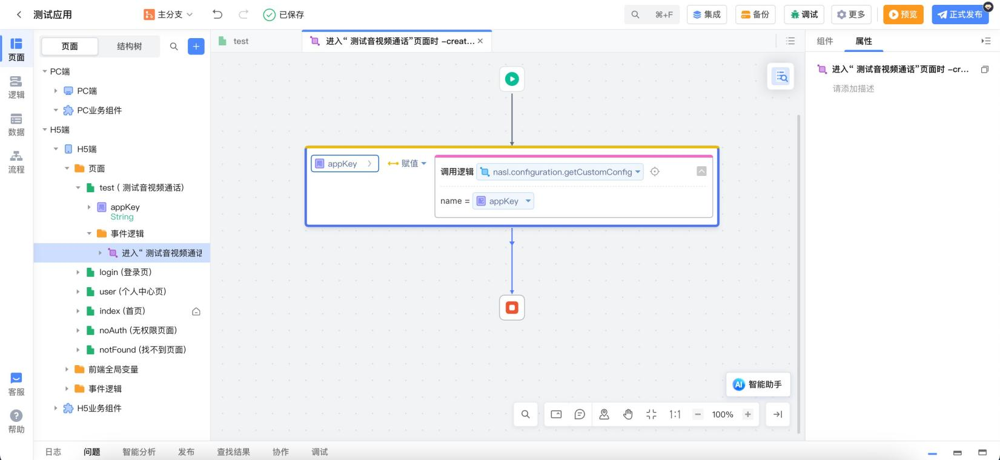 测试应用
主分支
已保存
⌘+F
集成
备份
调试
更多
预览
正式发布
页面
逻辑
数据
流程
客服
帮助
页面
结构树
PC端
PC端
PC业务组件
H5端
H5端
页面
test ( 测试音视频通话)
appKey
String
事件逻辑
进入“ 测试音视频通话
login (登录页)
user (个人中心页)
index (首页)
noAuth (无权限页面)
notFound (找不到页面)
前端全局变量
事件逻辑
H5业务组件
test
进入“ 测试音视频通话”页面时 –creat...
局 appKey
赋值
调用逻辑 nasl.configuration.getCustomConfig
name = 配 appKey
AI 智能助手
1:1
100%
组件
属性
进入“ 测试音视频通话”页面时 –cr...
请添加描述
日志
问题
智能分析
发布
查找结果
协作
调试